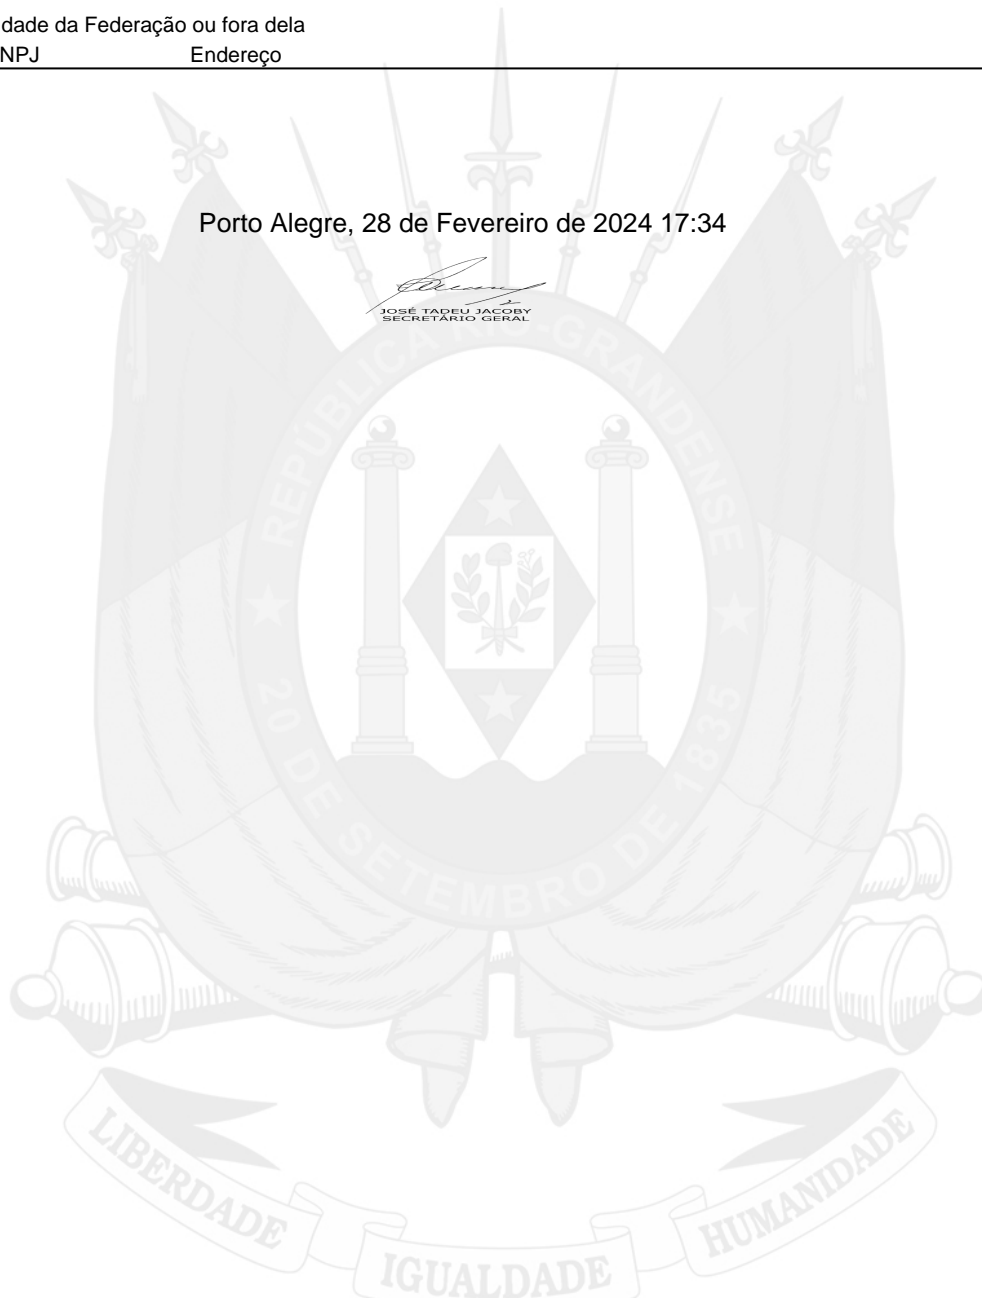 dade da Federação ou fora dela
NPJ Endereço
Porto Alegre, 28 de Fevereiro de 2024 17:34
JOSÉ TADEU JACOBY
SECRETÁRIO GERAL
REPÚBLICA RIO-GRANDENSE
20 DE SETEMBRO DE 1835
LIBERDADE
IGUALDADE
HUMANIDADE